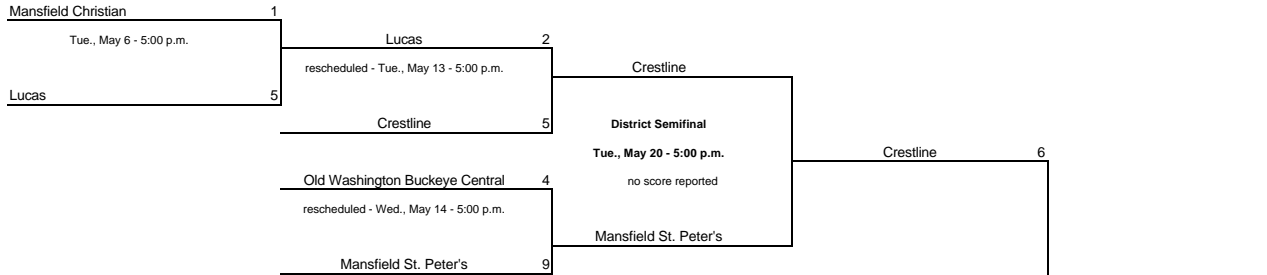 Mansfield Christian 1
Tue., May 6 - 5:00 p.m.
Lucas 5
Lucas 2
rescheduled - Tue., May 13 - 5:00 p.m.
Crestline 5
Old Washington Buckeye Central 4
rescheduled - Wed., May 14 - 5:00 p.m.
Mansfield St. Peter's 9
Crestline
District Semifinal
Tue., May 20 - 5:00 p.m.
no score reported
Mansfield St. Peter's
Crestline 6